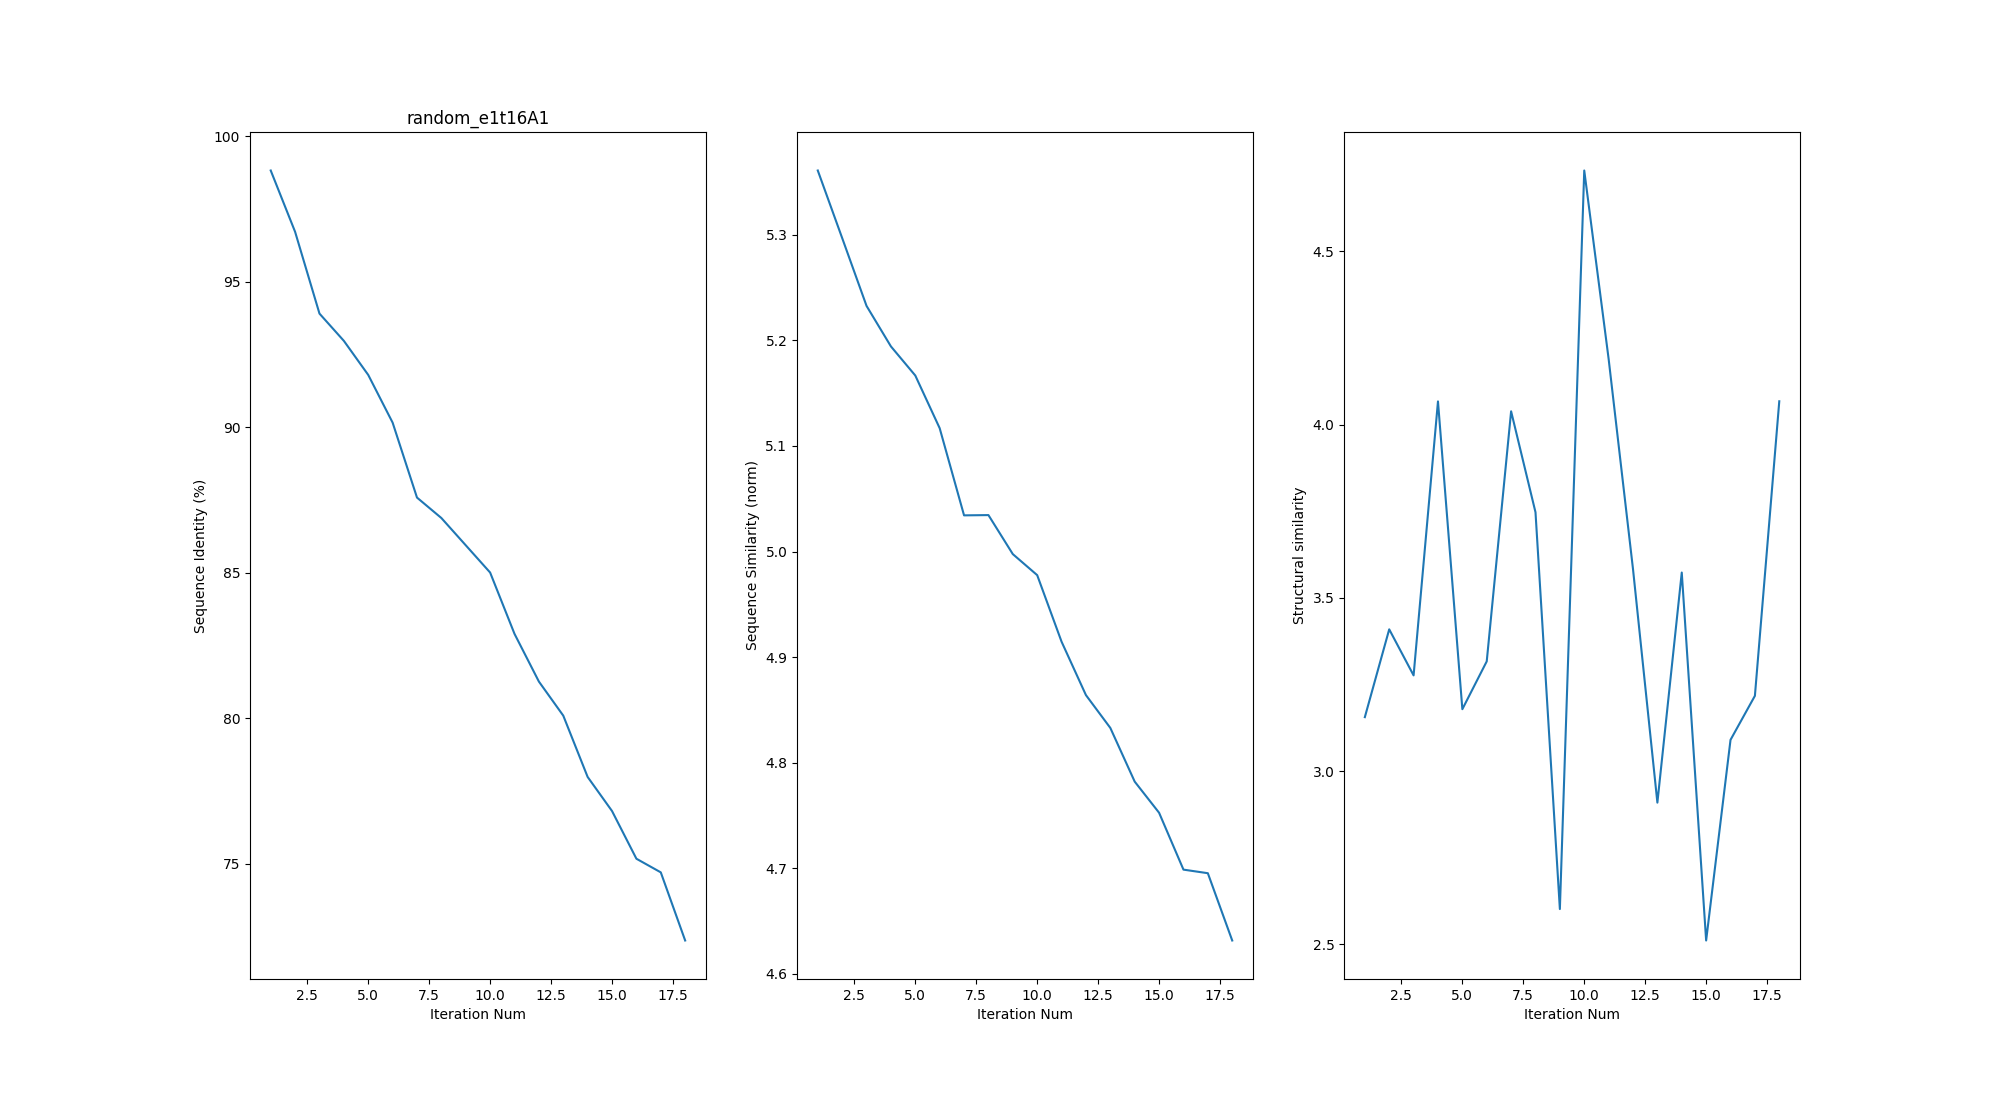 random_e1t16A1
100
95
90
85
80
75
Sequence Identity (%)
2.5 5.0 7.5 10.0 12.5 15.0 17.5
Iteration Num
5.3
5.2
5.1
5.0
4.9
4.8
4.7
4.6
Sequence Similarity (norm)
2.5 5.0 7.5 10.0 12.5 15.0 17.5
Iteration Num
4.5
4.0
3.5
3.0
2.5
Structural similarity
2.5 5.0 7.5 10.0 12.5 15.0 17.5
Iteration Num